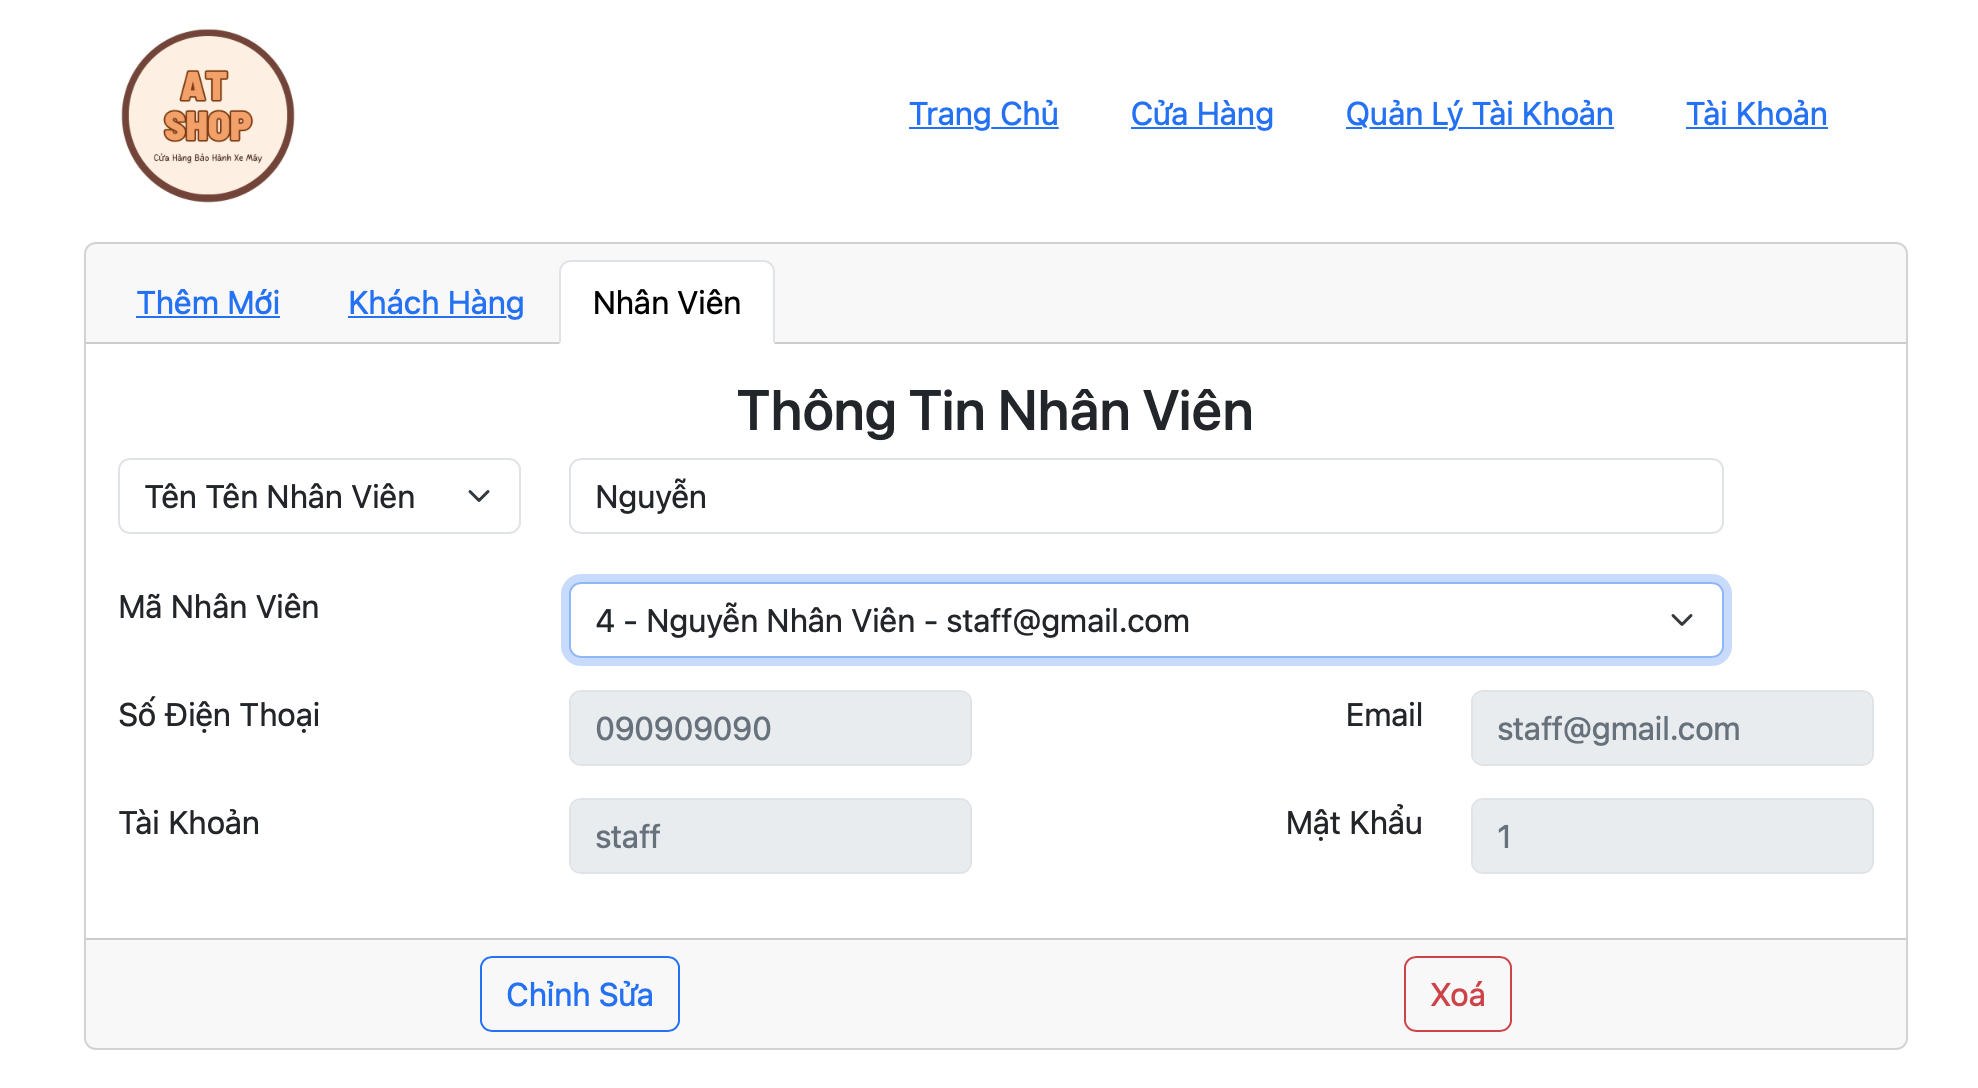 AT
SHOP
Cửa Hàng Bảo Hành Xe Máy
Trang Chủ Cửa Hàng Quản Lý Tài Khoản Tài Khoản
Thêm Mới Khách Hàng Nhân Viên
Thông Tin Nhân Viên
Tên Tên Nhân Viên Nguyễn
Mã Nhân Viên 4 - Nguyễn Nhân Viên - staff@gmail.com
Số Điện Thoại 090909090 Email staff@gmail.com
Tài Khoản staff Mật Khẩu 1
Chỉnh Sửa Xoá